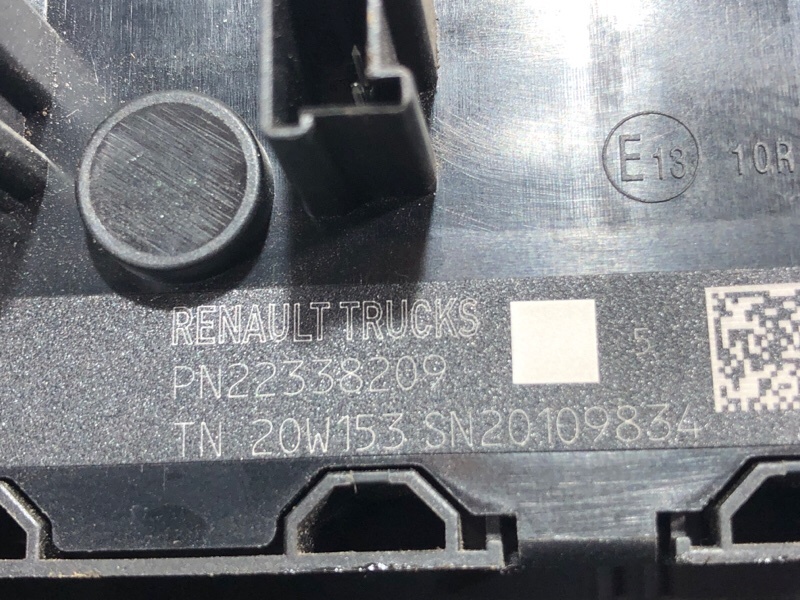 E13 10R
RENAULT TRUCKS
5
PN22338209
TN 20W153 SN20109834